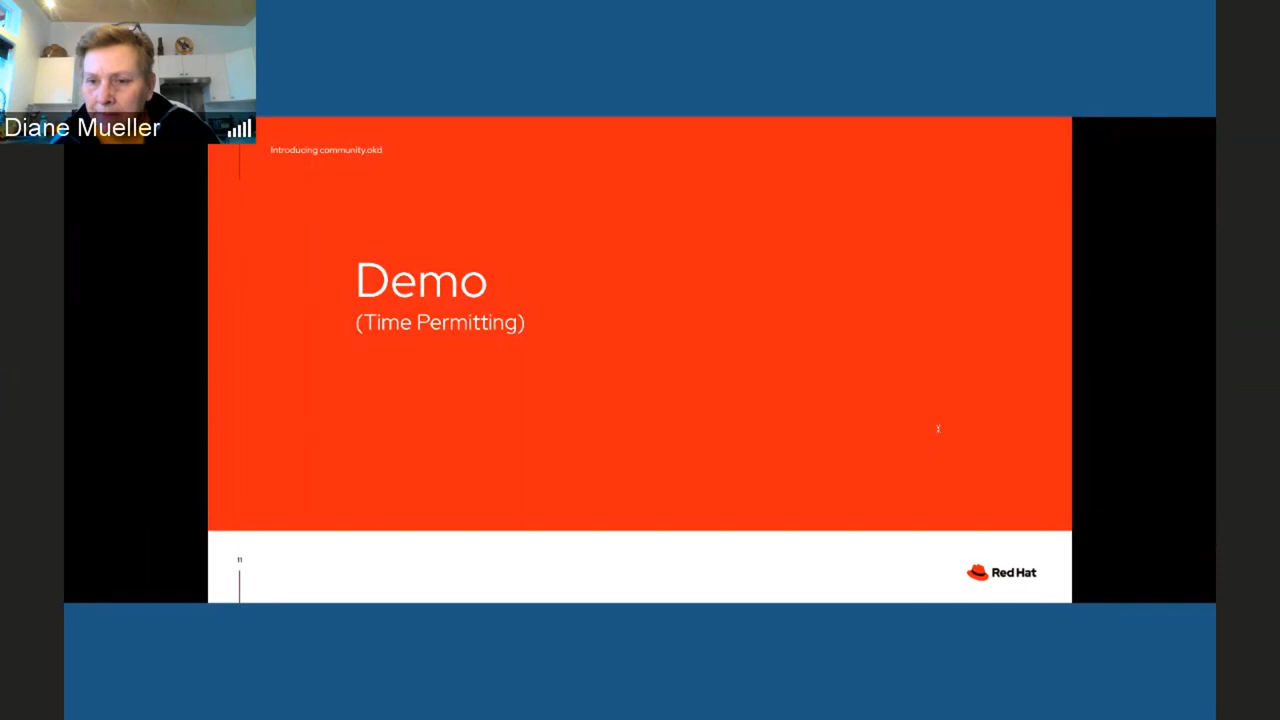 Diane Mueller
Introducing community.okd
Demo
(Time Permitting)
11
Red Hat